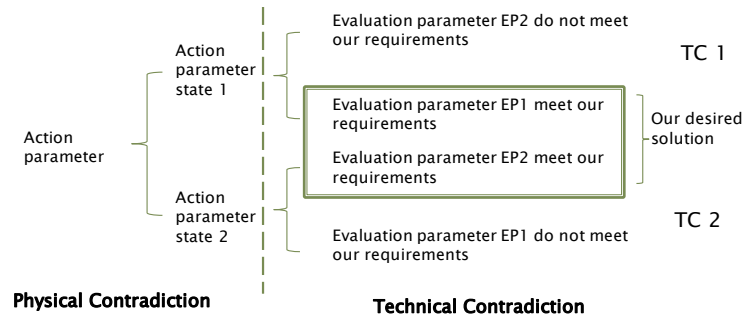 Evaluation parameter EP2 do not meet
our requirements
TC 1
Action
parameter
state 1
Evaluation parameter EP1 meet our
requirements
Our desired
solution
Action
parameter
Evaluation parameter EP2 meet our
requirements
Action
parameter
state 2
TC 2
Evaluation parameter EP1 do not meet
our requirements
Physical Contradiction
Technical Contradiction